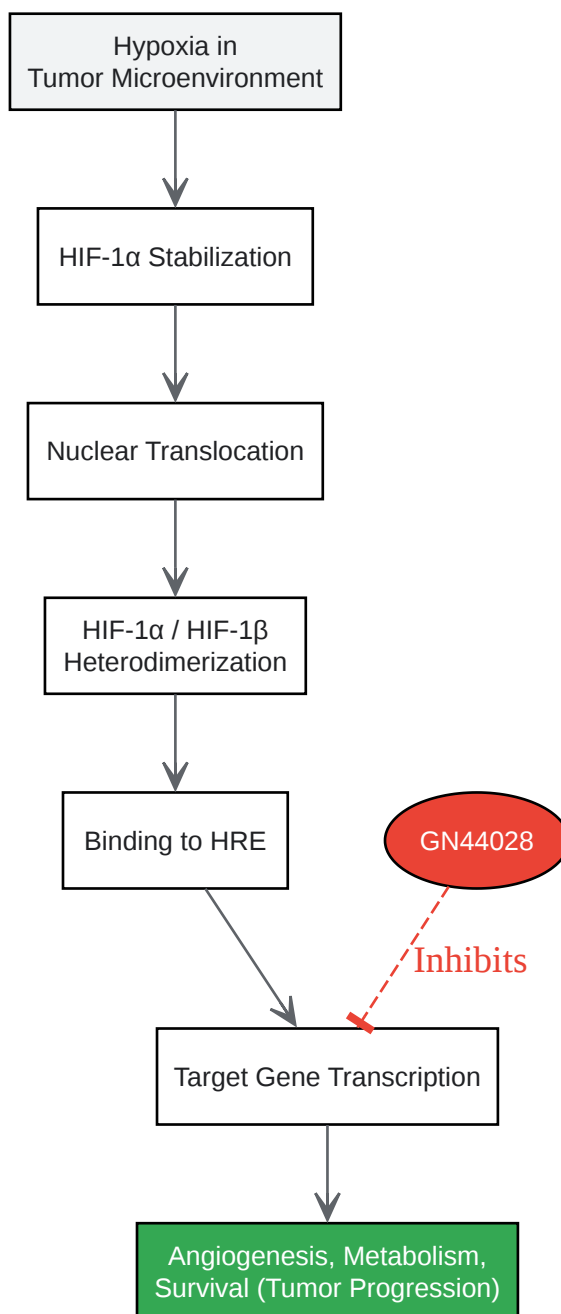 Hypoxia in
Tumor Microenvironment
HIF-1α Stabilization
Nuclear Translocation
HIF-1α / HIF-1β
Heterodimerization
Binding to HRE
GN44028
Inhibits
Target Gene Transcription
Angiogenesis, Metabolism,
Survival (Tumor Progression)